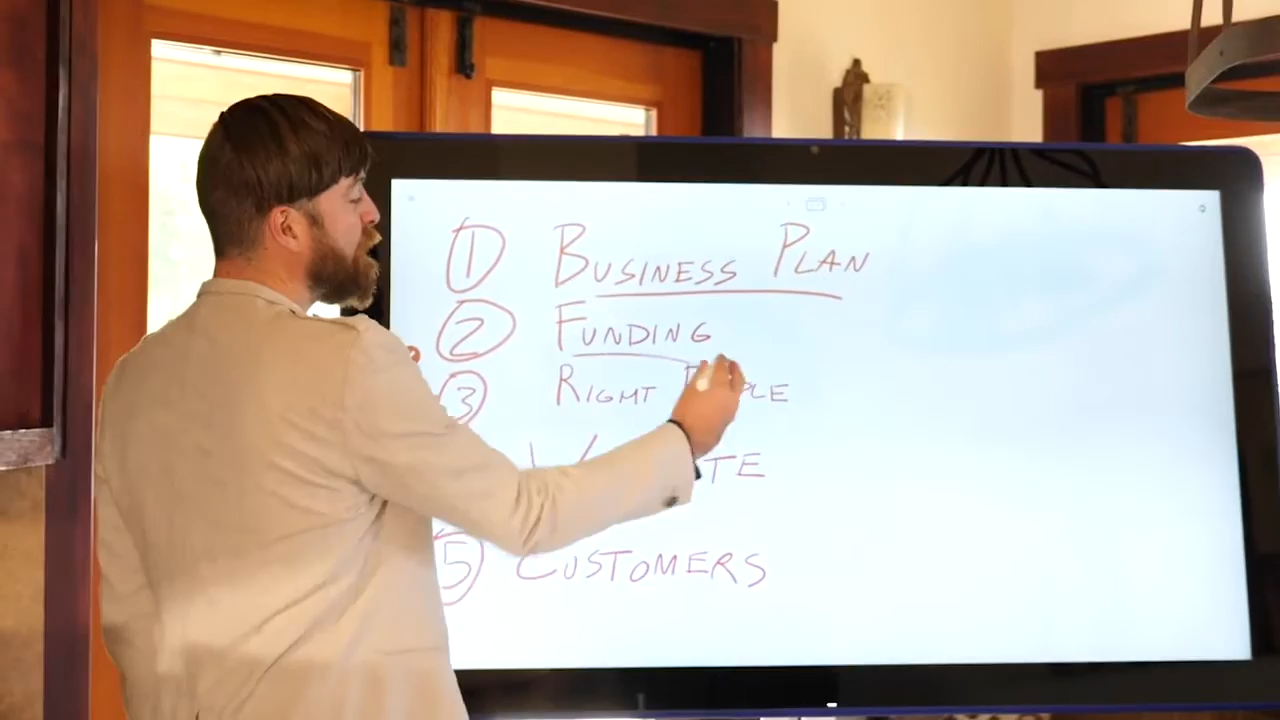 ① BUSINESS PLAN
② FUNDING
③ RIGHT
⑤ CUSTOMERS